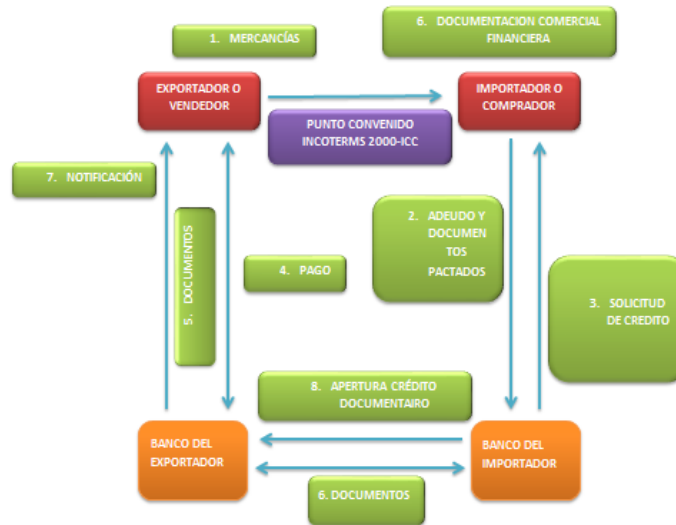 6. DOCUMENTACION COMERCIAL
FINANCIERA
1. MERCANCÍAS
EXPORTADOR O
VENDEDOR
IMPORTADOR O
COMPRADOR
PUNTO CONVENIDO
INCOTERMS 2000-ICC
7. NOTIFICACIÓN
5. DOCUMENTOS
4. PAGO
2. ADEUDO Y
DOCUMEN
TOS
PACTADOS
3. SOLICITUD
DE CREDITO
8. APERTURA CRÉDITO
DOCUMENTAIRO
BANCO DEL
EXPORTADOR
BANCO DEL
IMPORTADOR
6. DOCUMENTOS